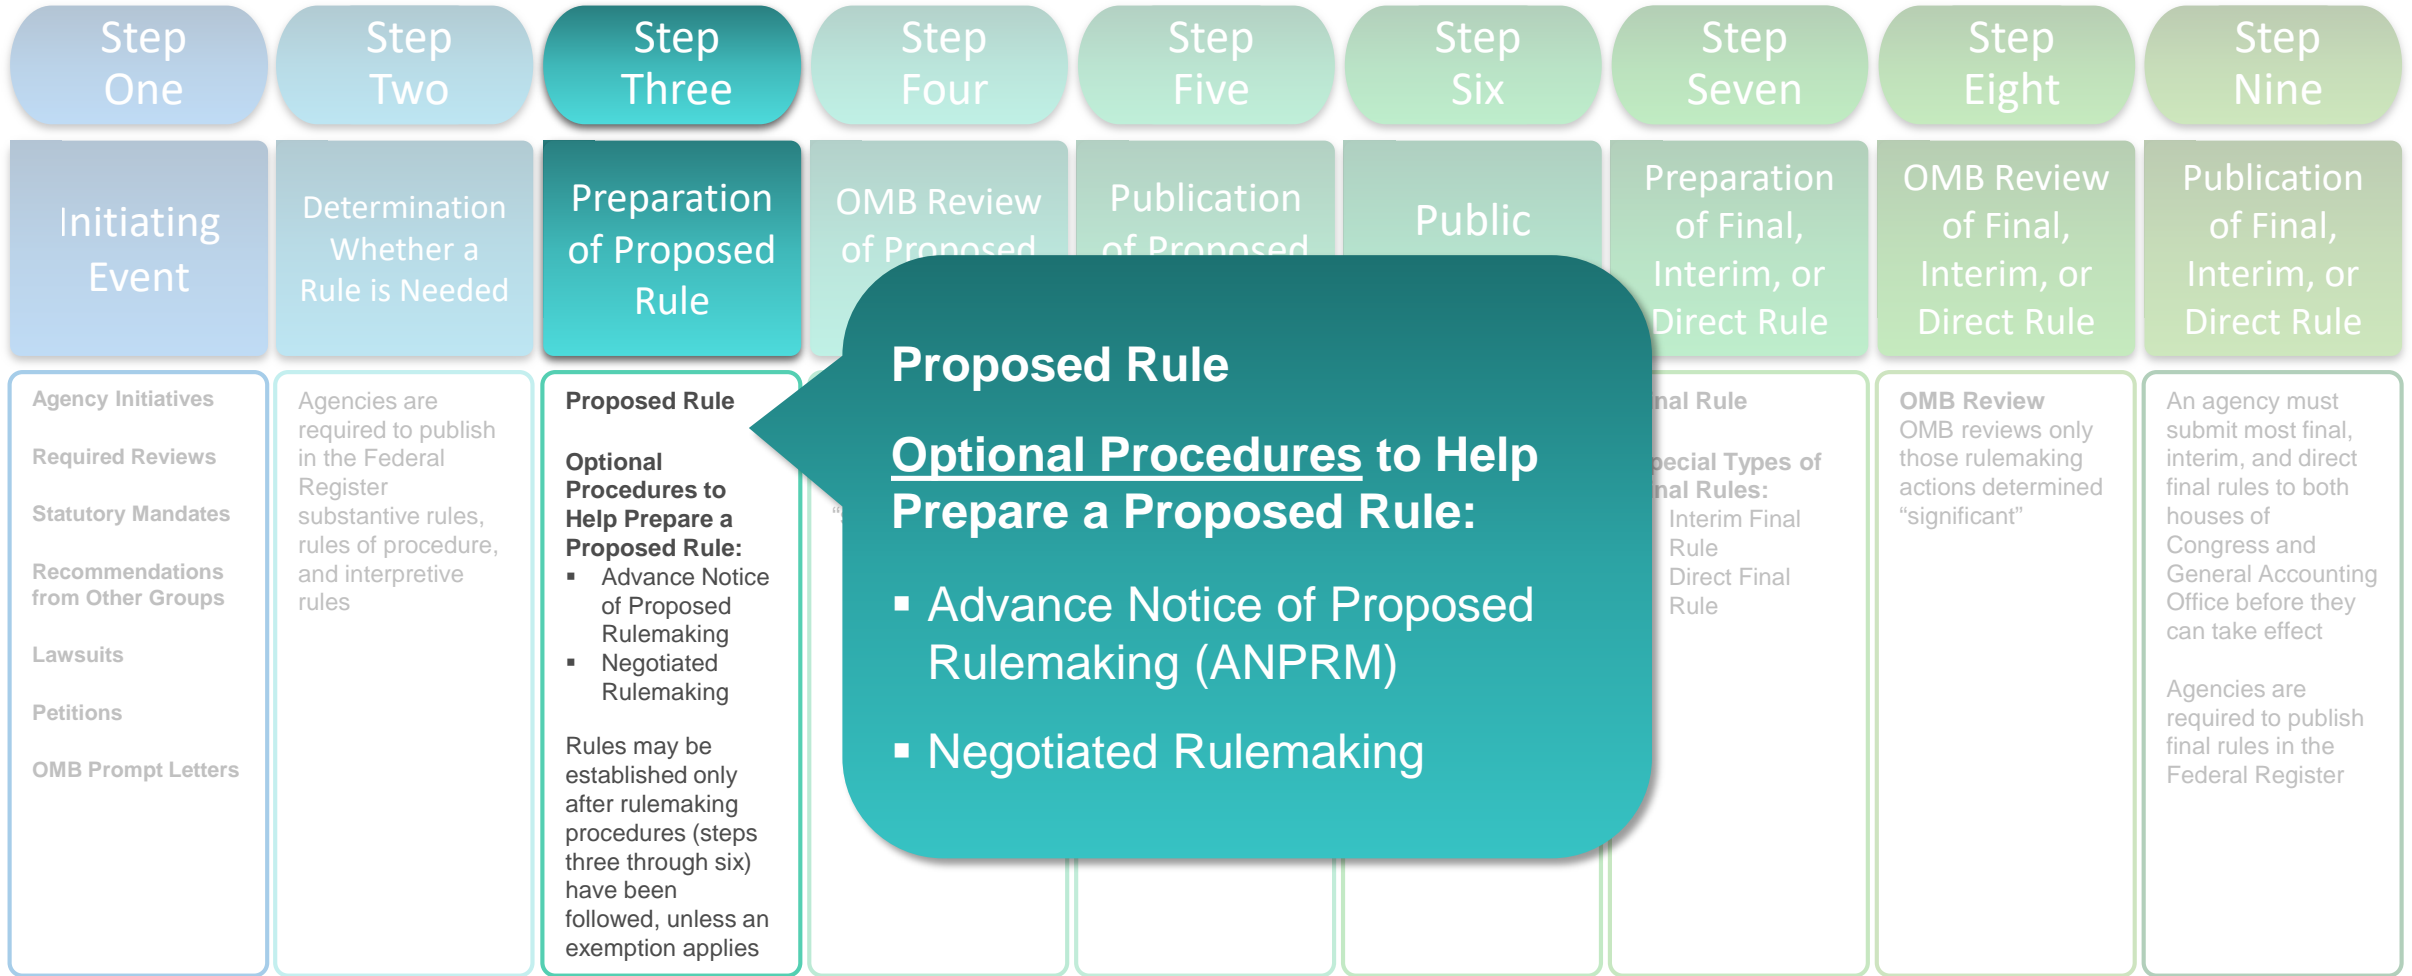 Step
One
Step
Two
Step
Three
Step
Four
Step
Five
Step
Six
Step
Seven
Step
Eight
Step
Nine
Initiating
Event
Determination
Whether a
Rule is Needed
Preparation
of Proposed
Rule
OMB Review
of Proposed
Publication
of Proposed
Public
Preparation
of Final,
Interim, or
Direct Rule
OMB Review
of Final,
Interim, or
Direct Rule
Publication
of Final,
Interim, or
Direct Rule
Agency Initiatives
Required Reviews
Statutory Mandates
Recommendations
from Other Groups
Lawsuits
Petitions
OMB Prompt Letters
Agencies are
required to publish
in the Federal
Register
substantive rules,
rules of procedure,
and interpretive
rules
Proposed Rule
Optional
Procedures to
Help Prepare a
Proposed Rule:
▪ Advance Notice
of Proposed
Rulemaking
▪ Negotiated
Rulemaking
Rules may be
established only
after rulemaking
procedures (steps
three through six)
have been
followed, unless an
exemption applies
Proposed Rule
Optional Procedures to Help
Prepare a Proposed Rule:
▪ Advance Notice of Proposed
Rulemaking (ANPRM)
▪ Negotiated Rulemaking
Rule
Types of
Rules:
Interim Final
Rule
Direct Final
Rule
OMB Review
OMB reviews only
those rulemaking
actions determined
“significant”
An agency must
submit most final,
interim, and direct
final rules to both
houses of
Congress and
General Accounting
Office before they
can take effect
Agencies are
required to publish
final rules in the
Federal Register